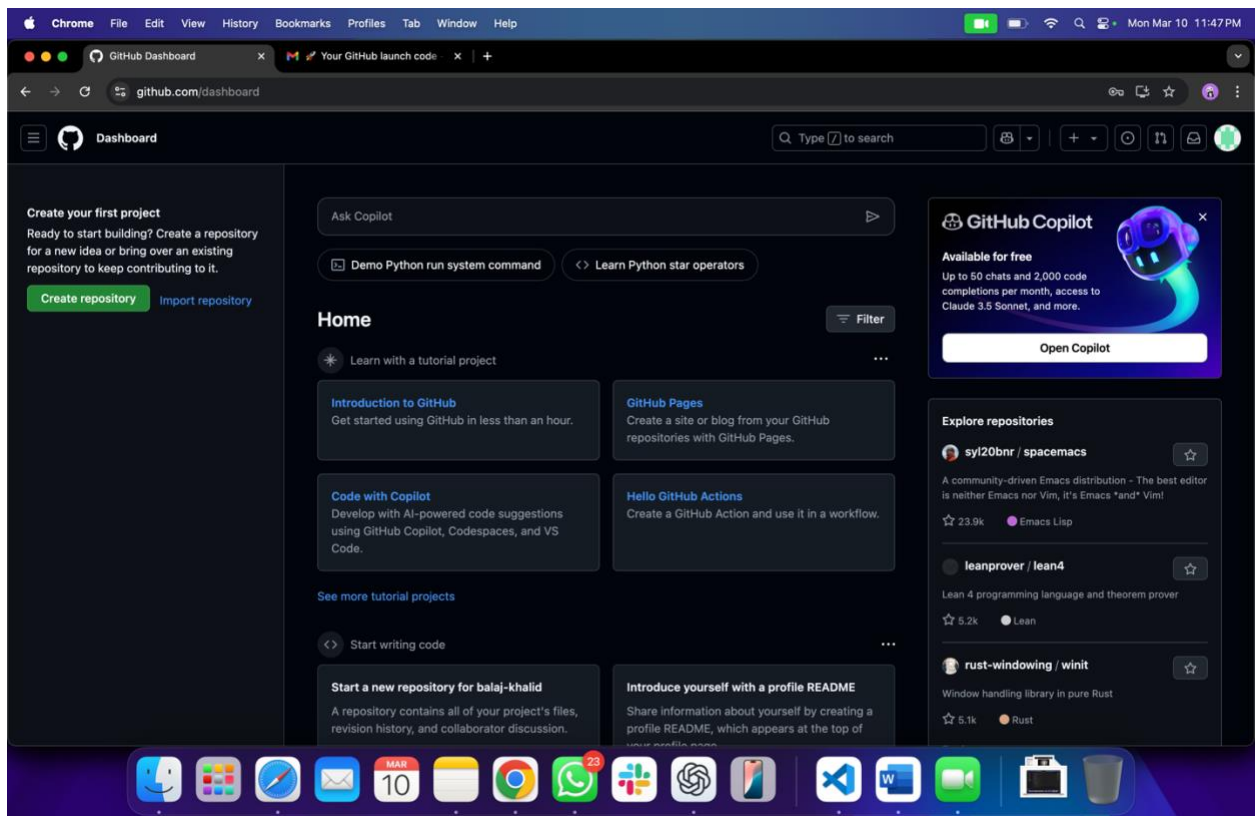 Chrome File Edit View History Bookmarks Profiles Tab Window Help Mon Mar 10 11:47 PM
GitHub Dashboard Your GitHub launch code
github.com/dashboard
Dashboard Type / to search
Create your first project
Ready to start building? Create a repository
for a new idea or bring over an existing
repository to keep contributing to it.
Create repository Import repository
Ask Copilot
Demo Python run system command <> Learn Python star operators
Home Filter
Learn with a tutorial project
Introduction to GitHub
Get started using GitHub in less than an hour.
GitHub Pages
Create a site or blog from your GitHub
repositories with GitHub Pages.
Code with Copilot
Develop with AI-powered code suggestions
using GitHub Copilot, Codespaces, and VS
Code.
Hello GitHub Actions
Create a GitHub Action and use it in a workflow.
See more tutorial projects
Start writing code
Start a new repository for balaj-khalid
A repository contains all of your project's files,
revision history, and collaborator discussion.
Introduce yourself with a profile README
Share information about yourself by creating a
profile README, which appears at the top of
your profile page.
GitHub Copilot
Available for free
Up to 50 chats and 2,000 code
completions per month, access to
Claude 3.5 Sonnet, and more.
Open Copilot
Explore repositories
syl20bnr / spacemacs
A community-driven Emacs distribution - The best editor
is neither Emacs nor Vim, it's Emacs *and* Vim!
23.9k Emacs Lisp
leanprover / lean4
Lean 4 programming language and theorem prover
5.2k Lean
rust-windowing / winit
Window handling library in pure Rust
5.1k Rust
MAR
10
23
W